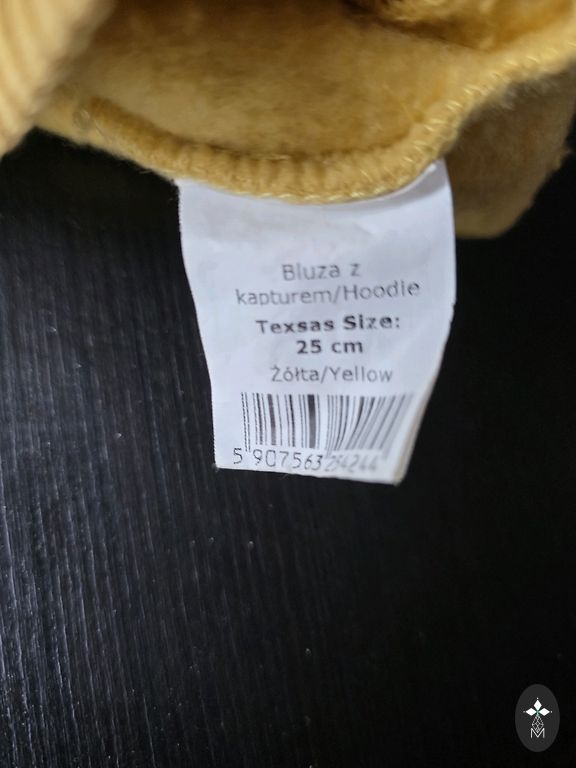 Bluza z
kapturem/Hoodie
Texsas Size:
25 cm
Żółta/Yellow
5 907563 254244
M